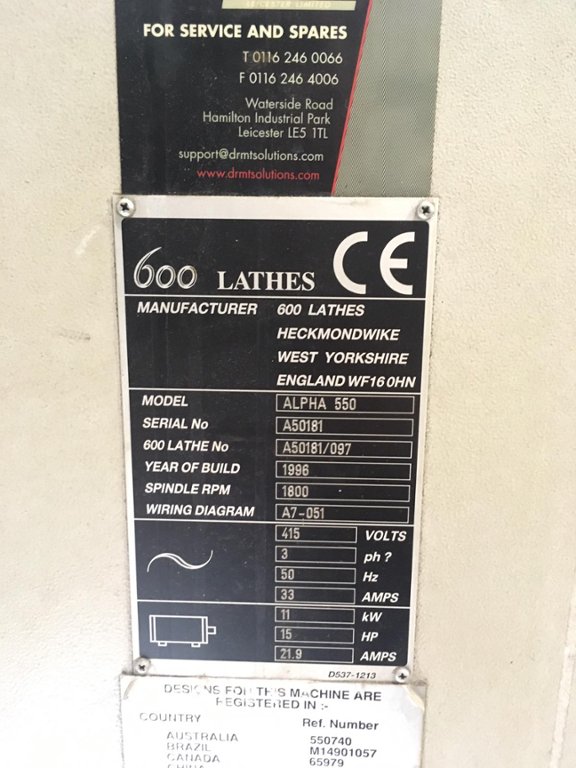 LEICESTER LIMITED
FOR SERVICE AND SPARES
T 0116 246 0066
F 0116 246 4006
Waterside Road
Hamilton Industrial Park
Leicester LE5 1TL
support@drmtsolutions.com
www.drmtsolutions.com
600 LATHES CE
MANUFACTURER 600 LATHES
HECKMONDWIKE
WEST YORKSHIRE
ENGLAND WF16 0HN
MODEL ALPHA 550
SERIAL No A50181
600 LATHE No A50181/097
YEAR OF BUILD 1996
SPINDLE RPM 1800
WIRING DIAGRAM A7-051
415 VOLTS
3 ph ?
50 Hz
33 AMPS
11 kW
15 HP
21.9 AMPS
D537-1213
DESIGNS FOR THIS MACHINE ARE
REGISTERED IN :-
COUNTRY Ref. Number
AUSTRALIA 550740
BRAZIL M14901057
CANADA 65979
CHINA